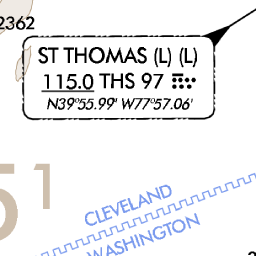 2362
ST THOMAS (L) (L)
115.0 THS 97
N39°55.99' W77°57.06'
51
CLEVELAND
WASHINGTON